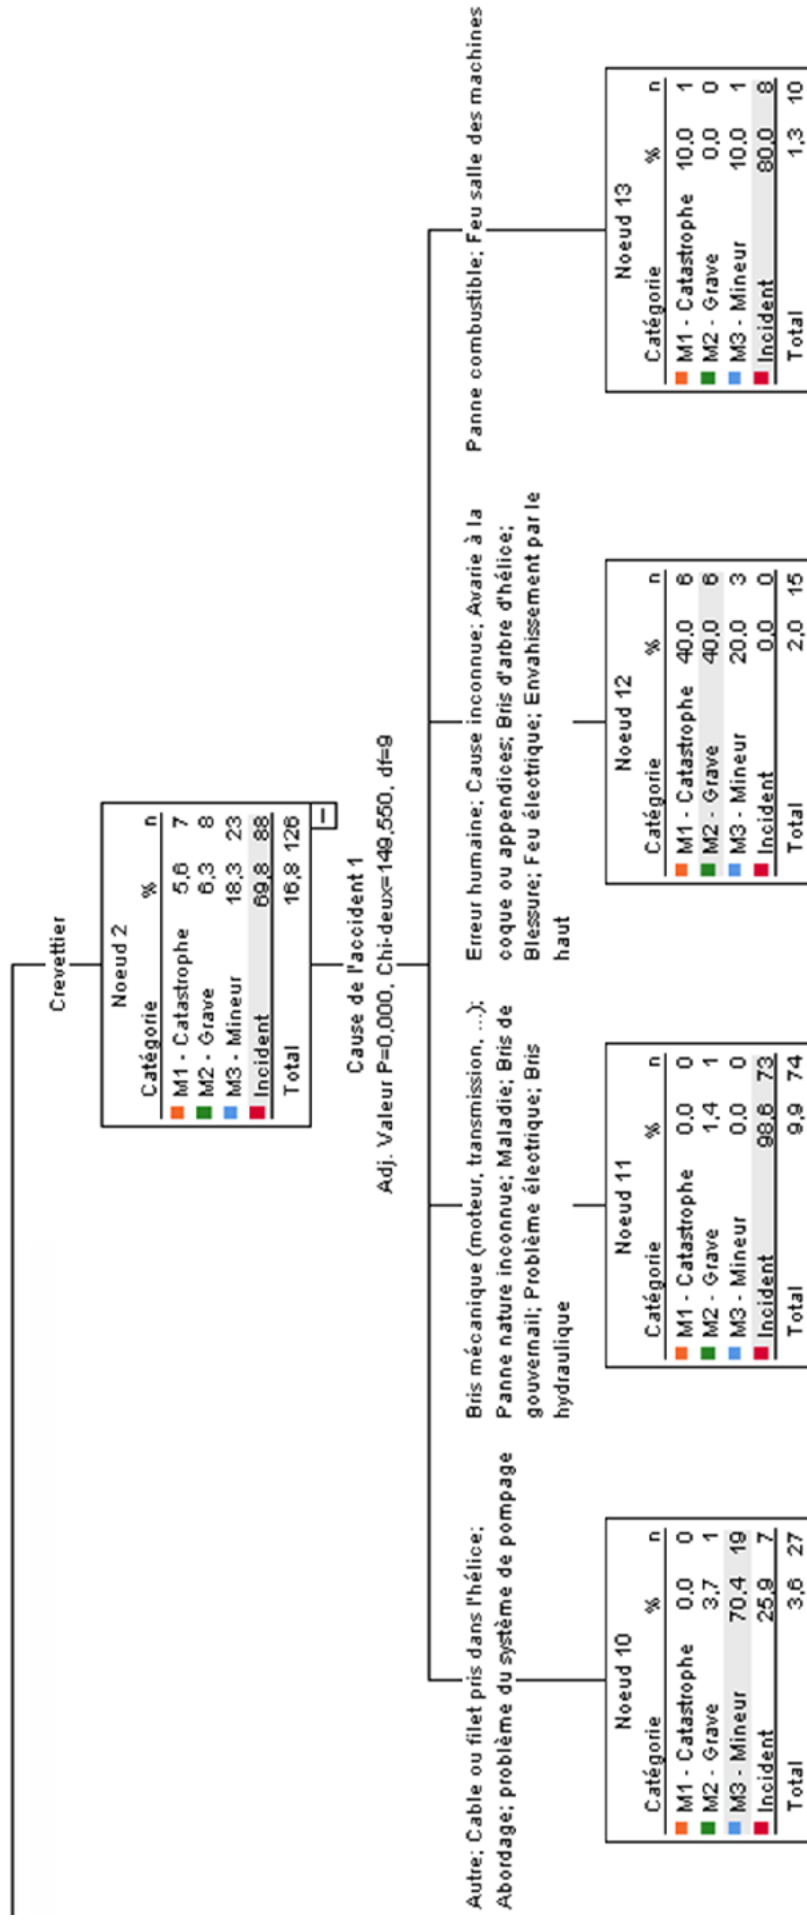 Crevettier
Noeud 2
Catégorie % n
M1 - Catastrophe 5,6 7
M2 - Grave 6,3 8
M3 - Mineur 18,3 23
Incident 69,8 88
Total 16,8 126
Cause de l'accident 1
Adj. Valeur P=0,000, Chi-deux=149,550, df=9
Autre; Cable ou filet pris dans l'hélice;
Abordage; problème du système de pompage
Noeud 10
Catégorie % n
M1 - Catastrophe 0,0 0
M2 - Grave 3,7 1
M3 - Mineur 70,4 19
Incident 25,9 7
Total 3,6 27
Bris mécanique (moteur, transmission, ...);
Panne nature inconnue; Maladie; Bris de
gouvernail; Problème électrique; Bris
hydraulique
Noeud 11
Catégorie % n
M1 - Catastrophe 0,0 0
M2 - Grave 1,4 1
M3 - Mineur 0,0 0
Incident 98,6 73
Total 9,9 74
Erreur humaine; Cause inconnue; Avarie à la
coque ou appendices; Bris d'arbre d'hélice;
Blessure; Feu électrique; Envahissement par le
haut
Noeud 12
Catégorie % n
M1 - Catastrophe 40,0 6
M2 - Grave 40,0 6
M3 - Mineur 20,0 3
Incident 0,0 0
Total 2,0 15
Panne combustible; Feu salle des machines
Noeud 13
Catégorie % n
M1 - Catastrophe 10,0 1
M2 - Grave 0,0 0
M3 - Mineur 10,0 1
Incident 80,0 8
Total 1,3 10